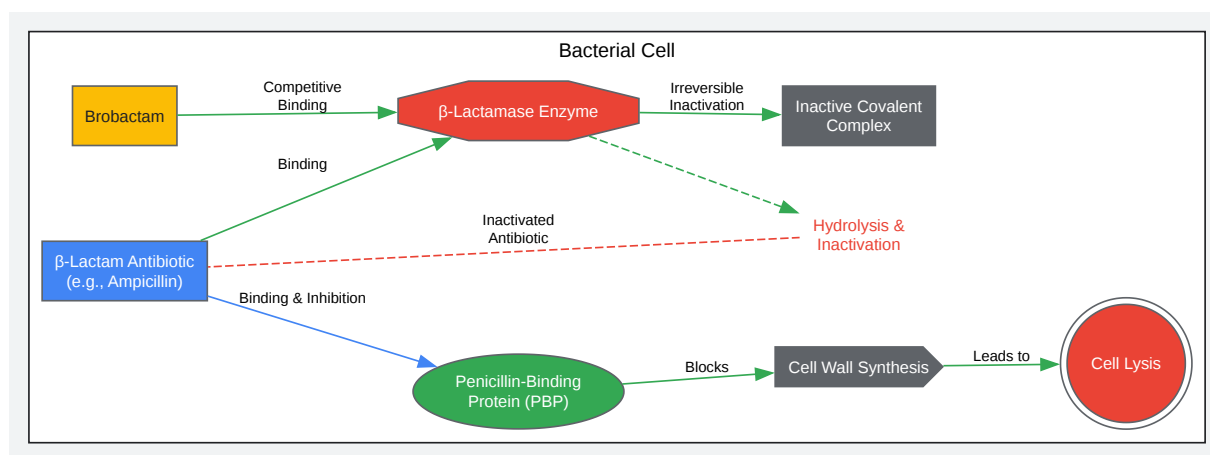 Bacterial Cell
Competitive
Binding
Irreversible
Inactivation
Brobactam
β-Lactamase Enzyme
Inactive Covalent
Complex
Binding
Inactivated
Antibiotic
Hydrolysis &
Inactivation
β-Lactam Antibiotic
(e.g., Ampicillin)
Binding & Inhibition
Penicillin-Binding
Protein (PBP)
Blocks
Cell Wall Synthesis
Leads to
Cell Lysis